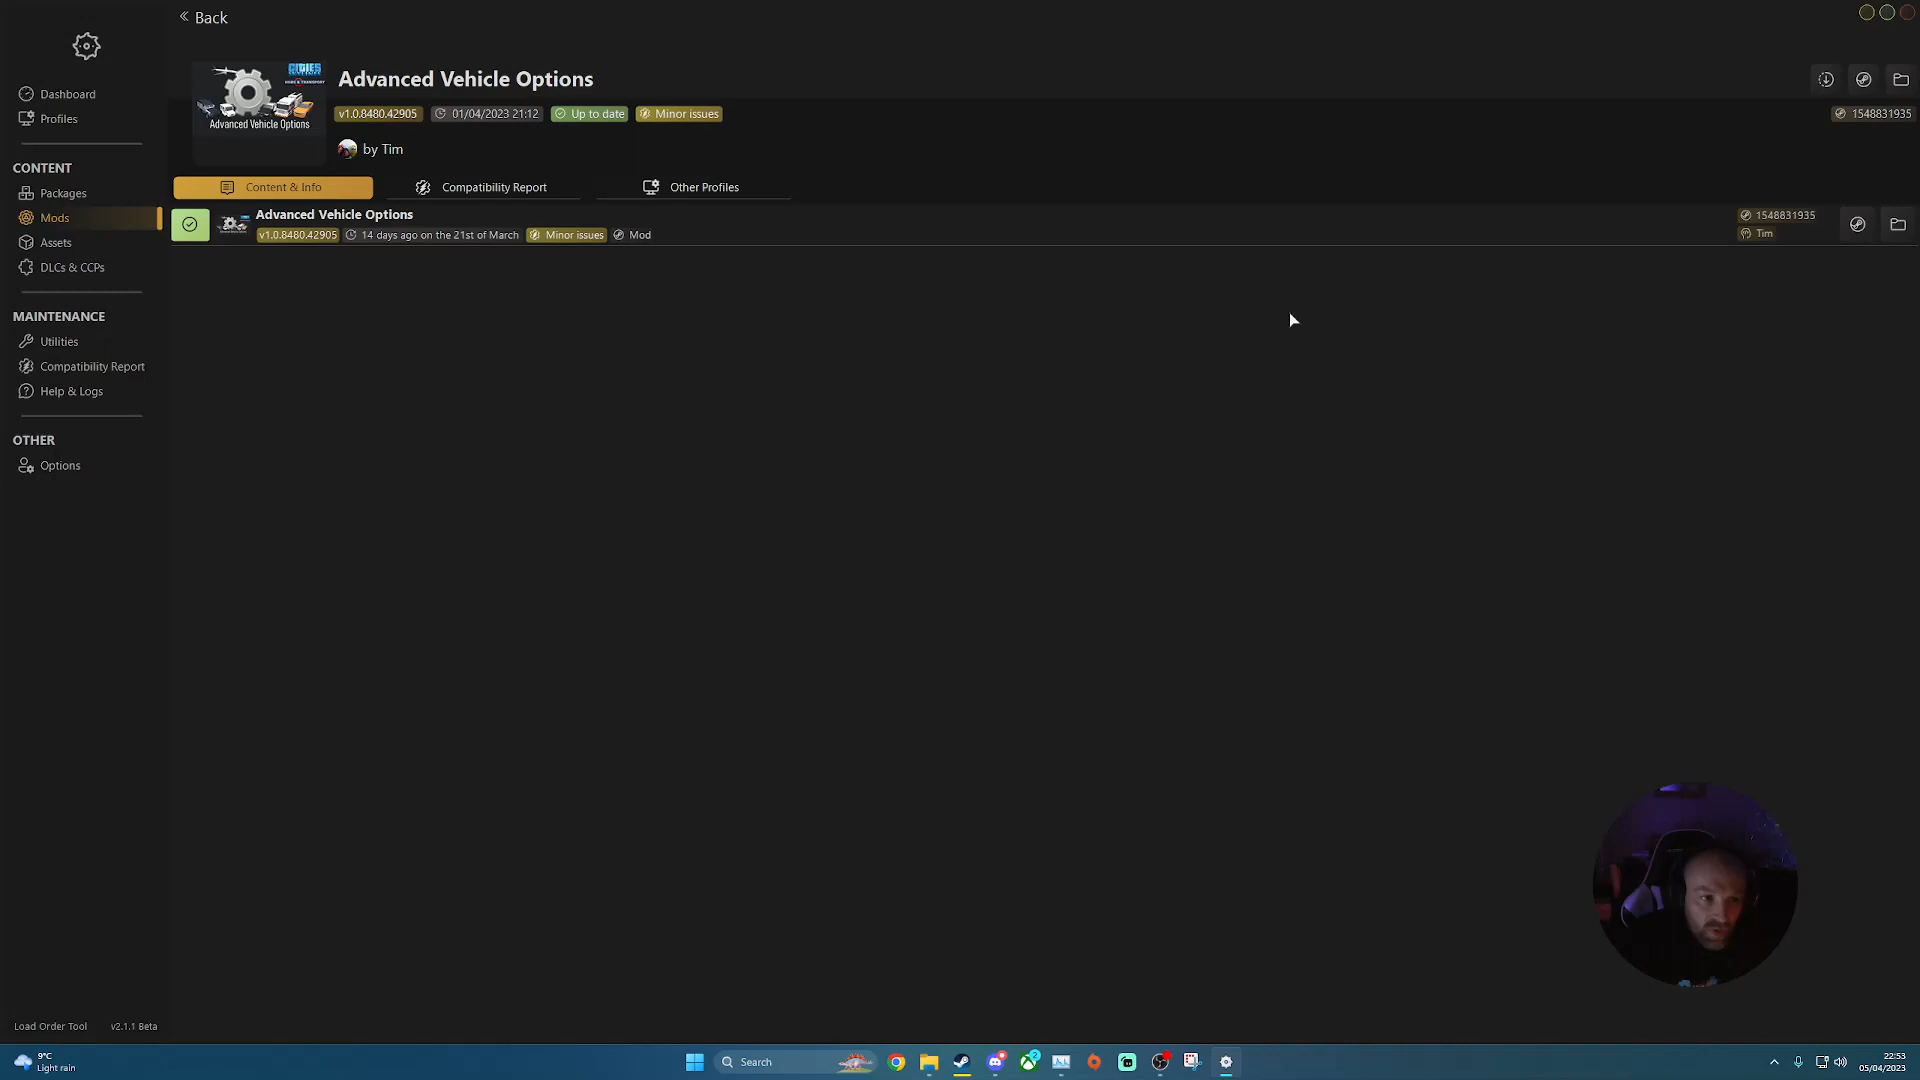 Back
Dashboard
Profiles
CONTENT
Packages
Mods
Assets
DLCs & CCPs
MAINTENANCE
Utilities
Compatibility Report
Help & Logs
OTHER
Options
Load Order Tool v2.1.1 Beta
CITIES
Advanced Vehicle Options
Advanced Vehicle Options
v1.0.8480.42905 01/04/2023 21:12 Up to date Minor issues
1548831935
by Tim
Content & Info Compatibility Report Other Profiles
Advanced Vehicle Options
v1.0.8480.42905 14 days ago on the 21st of March Minor issues Mod
1548831935
Tim
9°C
Light rain
Search
2
22:53
05/04/2023